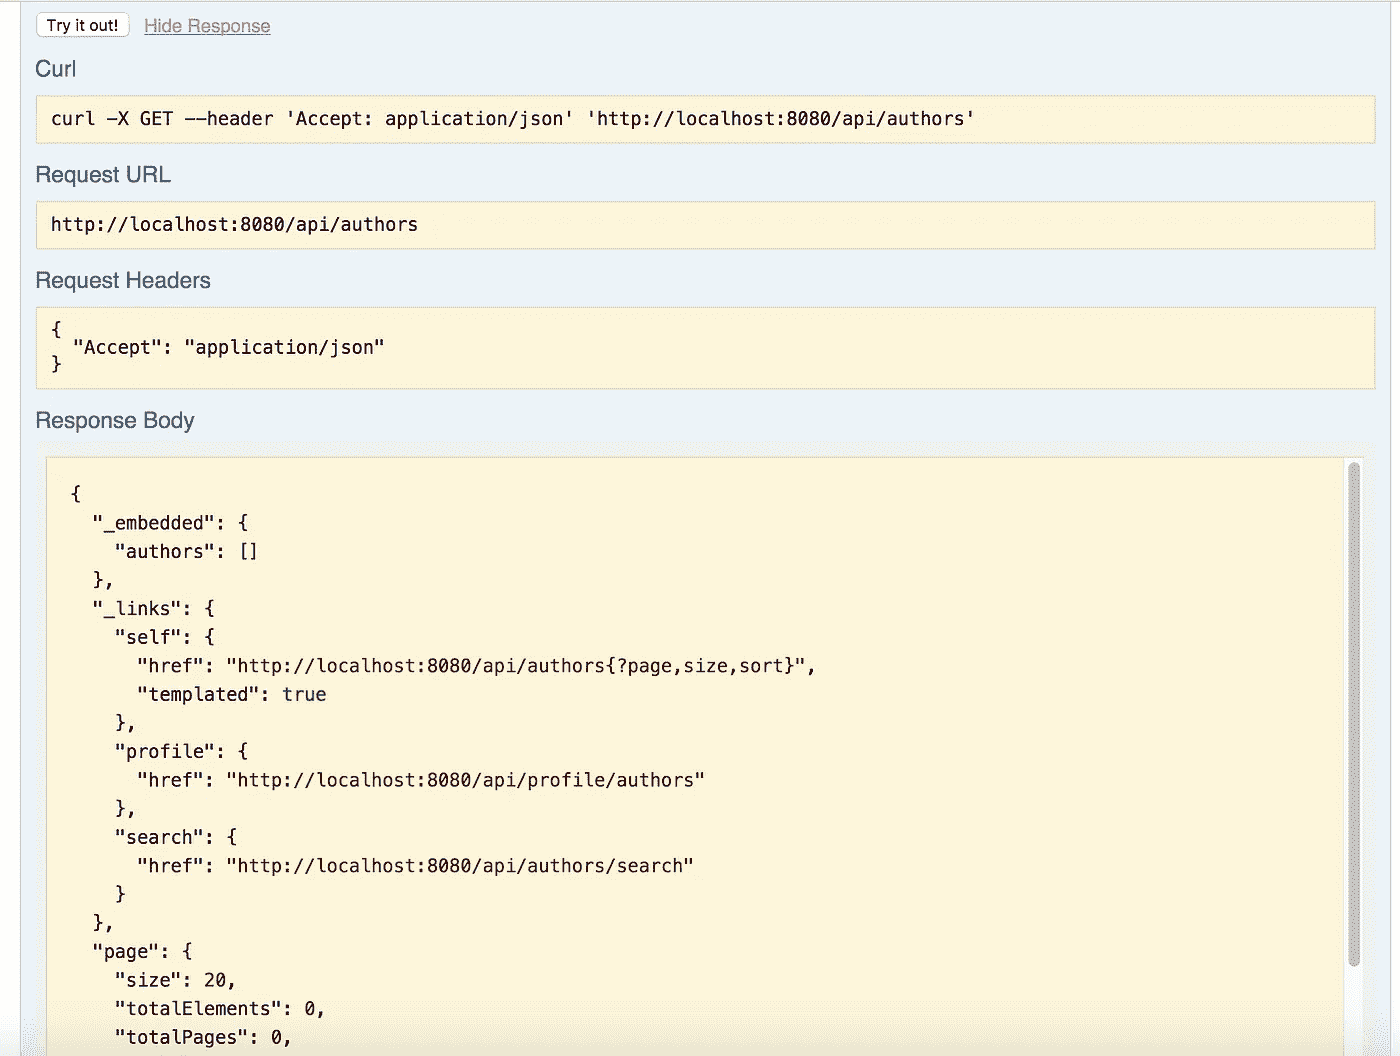 Try it out! Hide Response
Curl
curl -X GET --header 'Accept: application/json' 'http://localhost:8080/api/authors'
Request URL
http://localhost:8080/api/authors
Request Headers
{
  "Accept": "application/json"
}
Response Body
{
  "_embedded": {
    "authors": []
  },
  "_links": {
    "self": {
      "href": "http://localhost:8080/api/authors{?page,size,sort}",
      "templated": true
    },
    "profile": {
      "href": "http://localhost:8080/api/profile/authors"
    },
    "search": {
      "href": "http://localhost:8080/api/authors/search"
    }
  },
  "page": {
    "size": 20,
    "totalElements": 0,
    "totalPages": 0,